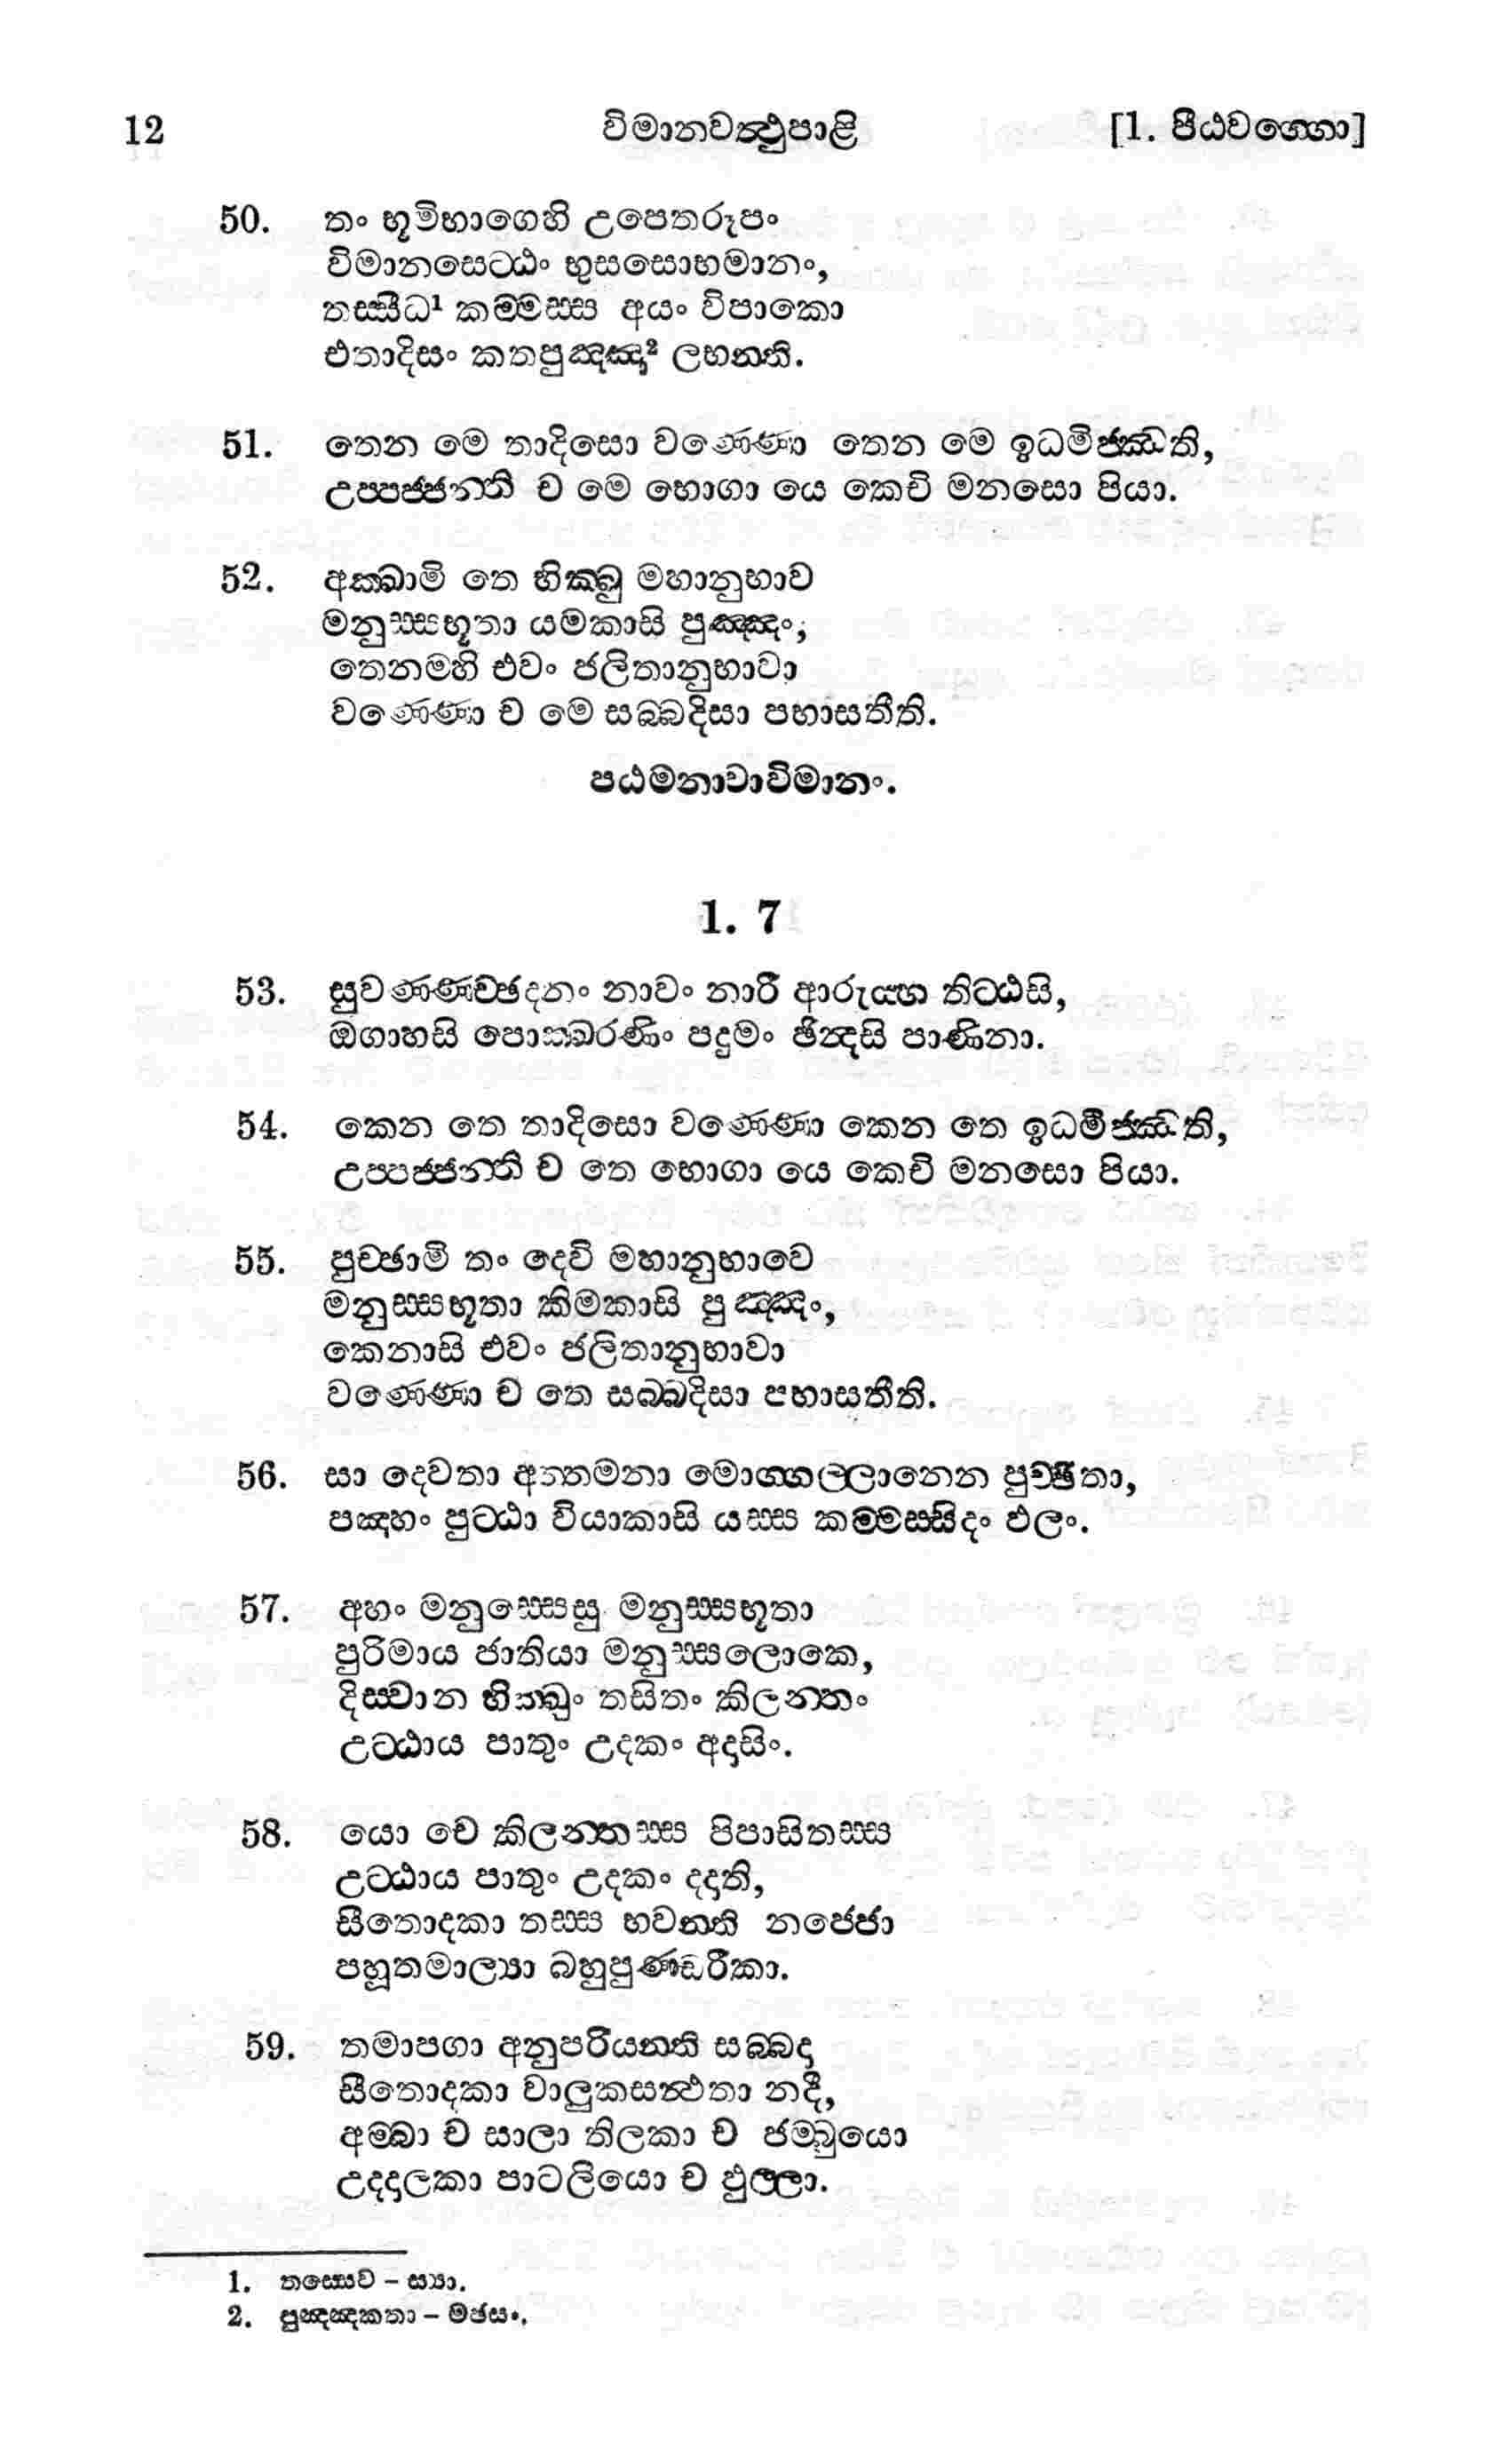 12 විමානවත්‍ථුපාළි [1. පීඨවග්ගො]
50. තං භූමිභාගෙහි උපෙතරූපං
විමානසෙට්ඨං භුසසොභමානං,
තස්සීධ¹ කම්මස්ස අයං විපාකො
එතාදිසං කතපුඤ්ඤා² ලභන්ති.
51. තෙන මෙ තාදිසො වණ්ණො තෙන මෙ ඉධමිජ්ඣති,
උප්පජ්ජන්ති ච මෙ භොගා යෙ කෙචි මනසො පියා.
52. අක්ඛාමි තෙ භික්ඛු මහානුභාව
මනුස්සභූතා යමකාසි පුඤ්ඤං,
තෙනම්හි එවං ජලිතානුභාවා
වණ්ණො ච මෙ සබ්බදිසා පභාසතීති.
පඨමනාවාවිමානං.
1. 7
53. සුවණ්ණච්ඡදනං නාවං නාරි ආරුය්හ තිට්ඨසි,
ඔගාහසි පොක්ඛරණිං පදුමං ඡින්දසි පාණිනා.
54. කෙන තෙ තාදිසො වණ්ණො කෙන තෙ ඉධමිජ්ඣති,
උප්පජ්ජන්ති ච තෙ භොගා යෙ කෙචි මනසො පියා.
55. පුච්ඡාමි තං දෙවි මහානුභාවෙ
මනුස්සභූතා කිමකාසි පුඤ්ඤං,
කෙනාසි එවං ජලිතානුභාවා
වණ්ණො ච තෙ සබ්බදිසා පභාසතීති.
56. සා දෙවතා අත්තමනා මොග්ගල්ලානෙන පුච්ඡිතා,
පඤ්හං පුට්ඨා වියාකාසි යස්ස කම්මස්සිදං ඵලං.
57. අහං මනුස්සෙසු මනුස්සභූතා
පුරිමාය ජාතියා මනුස්සලොකෙ,
දිස්වාන භික්ඛුං තසිතං කිලන්තං
උට්ඨාය පාතුං උදකං අදාසිං.
58. යො වෙ කිලන්තස්ස පිපාසිතස්ස
උට්ඨාය පාතුං උදකං දදාති,
සීතොදකා තස්ස භවන්ති නජ්ජො
පහූතමාල්‍යා බහුපුණ්ඩරීකා.
59. තමාපගා අනුපරියන්ති සබ්බදා
සීතොදකා වාලුකසන්ථතා නදී,
අම්බා ච සාලා තිලකා ච ජම්බුයො
උද්දාලකා පාටලියො ච ඵුල්ලා.
1. තස්සෙව – ස්‍යා.
2. පුඤ්ඤකතා – මඡසං.